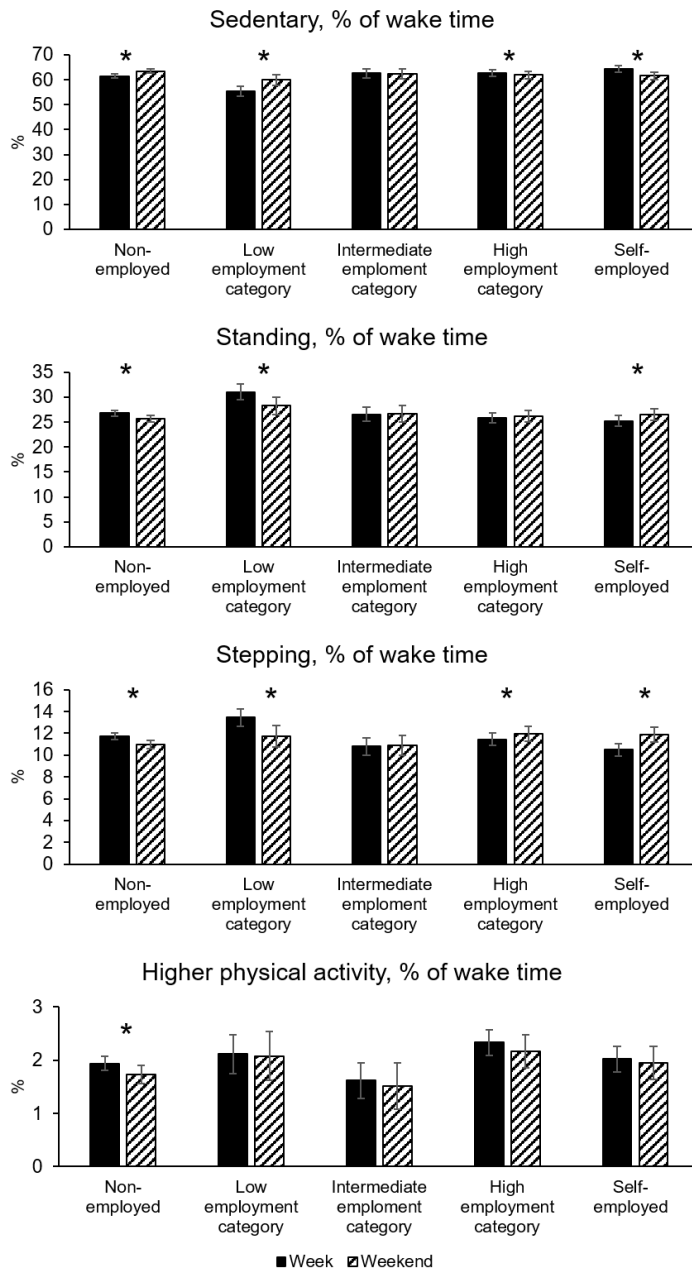 Sedentary, % of wake time
*
*
*
*
70
60
50
40
30
20
10
0
%
Non-
employed
Low
employment
category
Intermediate
emploment
category
High
employment
category
Self-
employed
Standing, % of wake time
*
*
*
35
30
25
20
15
10
5
0
%
Non-
employed
Low
employment
category
Intermediate
emploment
category
High
employment
category
Self-
employed
Stepping, % of wake time
*
*
*
*
16
14
12
10
8
6
4
2
0
%
Non-
employed
Low
employment
category
Intermediate
emploment
category
High
employment
category
Self-
employed
Higher physical activity, % of wake time
*
3
2
1
0
%
Non-
employed
Low
employment
category
Intermediate
emploment
category
High
employment
category
Self-
employed
Week
Weekend